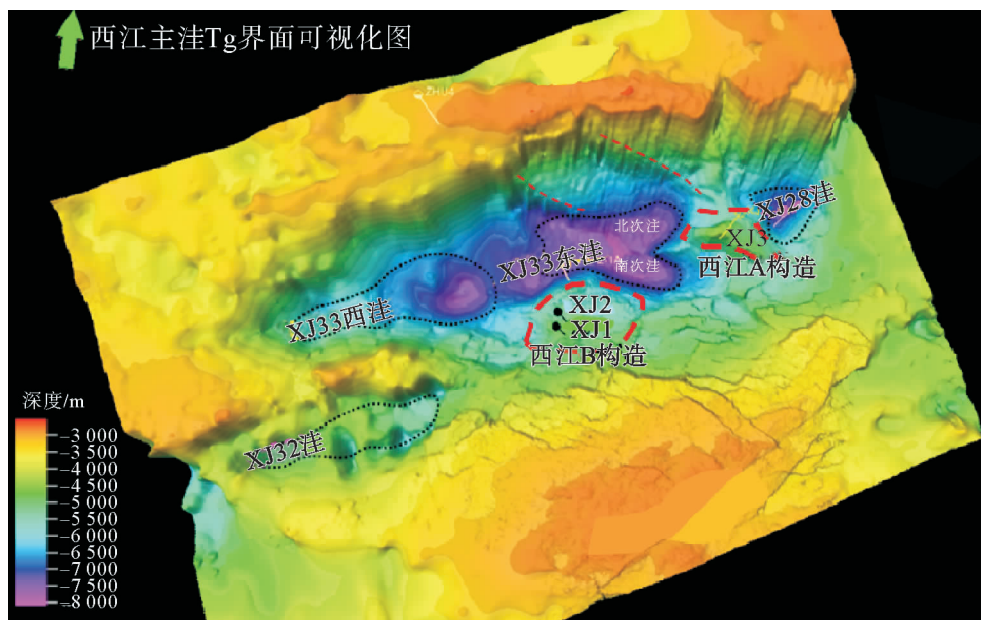 西江主洼Tg界面可视化图
ZHU4
XJ28洼
北次洼
XJ3
XJ33东洼
南次洼
西江A构造
XJ33西洼
XJ2
XJ1
西江B构造
XJ32洼
深度/m
–3 000
–3 500
–4 000
–4 500
–5 000
–5 500
–6 000
–6 500
–7 000
–7 500
–8 000